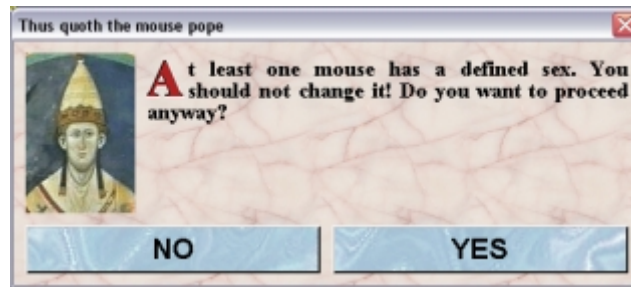 Thus quoth the mouse pope
At least one mouse has a defined sex. You
should not change it! Do you want to proceed
anyway?
NO
YES